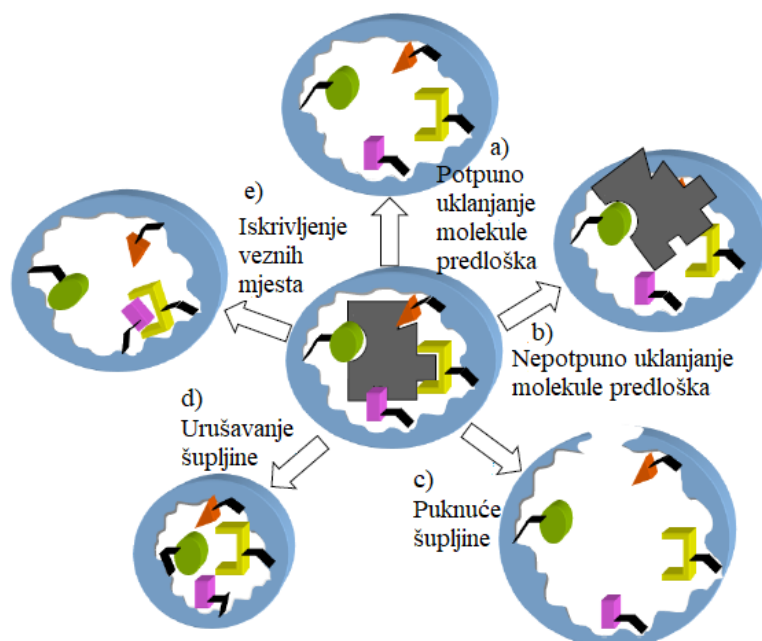 a)
Potpuno
uklanjanje
molekule
predloška
b)
Nepotpuno uklanjanje
molekule predloška
c)
Puknuće
šupljine
d)
Urušavanje
šupljine
e)
Iskrivljenje
veznih
mjesta